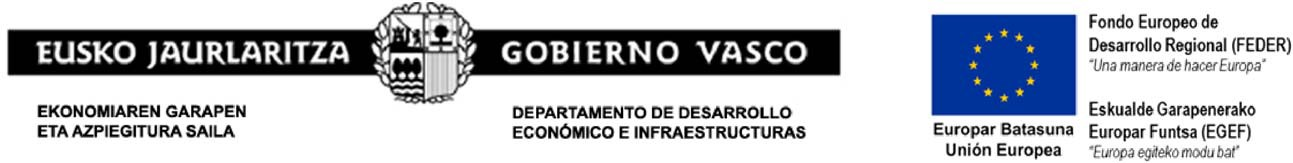 EUSKO JAURLARITZA
GOBIERNO VASCO
EKONOMIAREN GARAPEN
ETA AZPIEGITURA SAILA
DEPARTAMENTO DE DESARROLLO
ECONÓMICO E INFRAESTRUCTURAS
Europar Batasuna
Unión Europea
Fondo Europeo de
Desarrollo Regional (FEDER)
“Una manera de hacer Europa”
Eskualde Garapenerako
Europar Funtsa (EGEF)
“Europa egiteko modu bat”